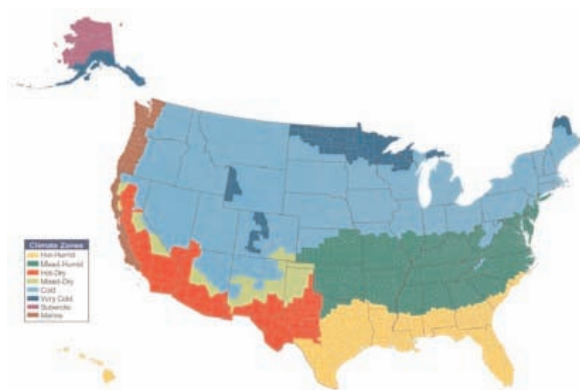 Climate Zones
Hot-Humid
Mixed-Humid
Hot-Dry
Mixed-Dry
Cold
Very Cold
Subarctic
Marine